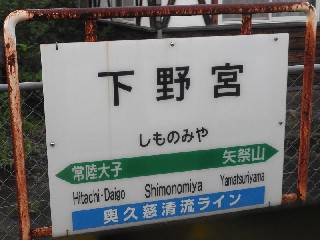 下野宮
しものみや
常陸大子 矢祭山
Hitachi-Daigo Shimonomiya Yamatsuriyama
奥久慈清流ライン